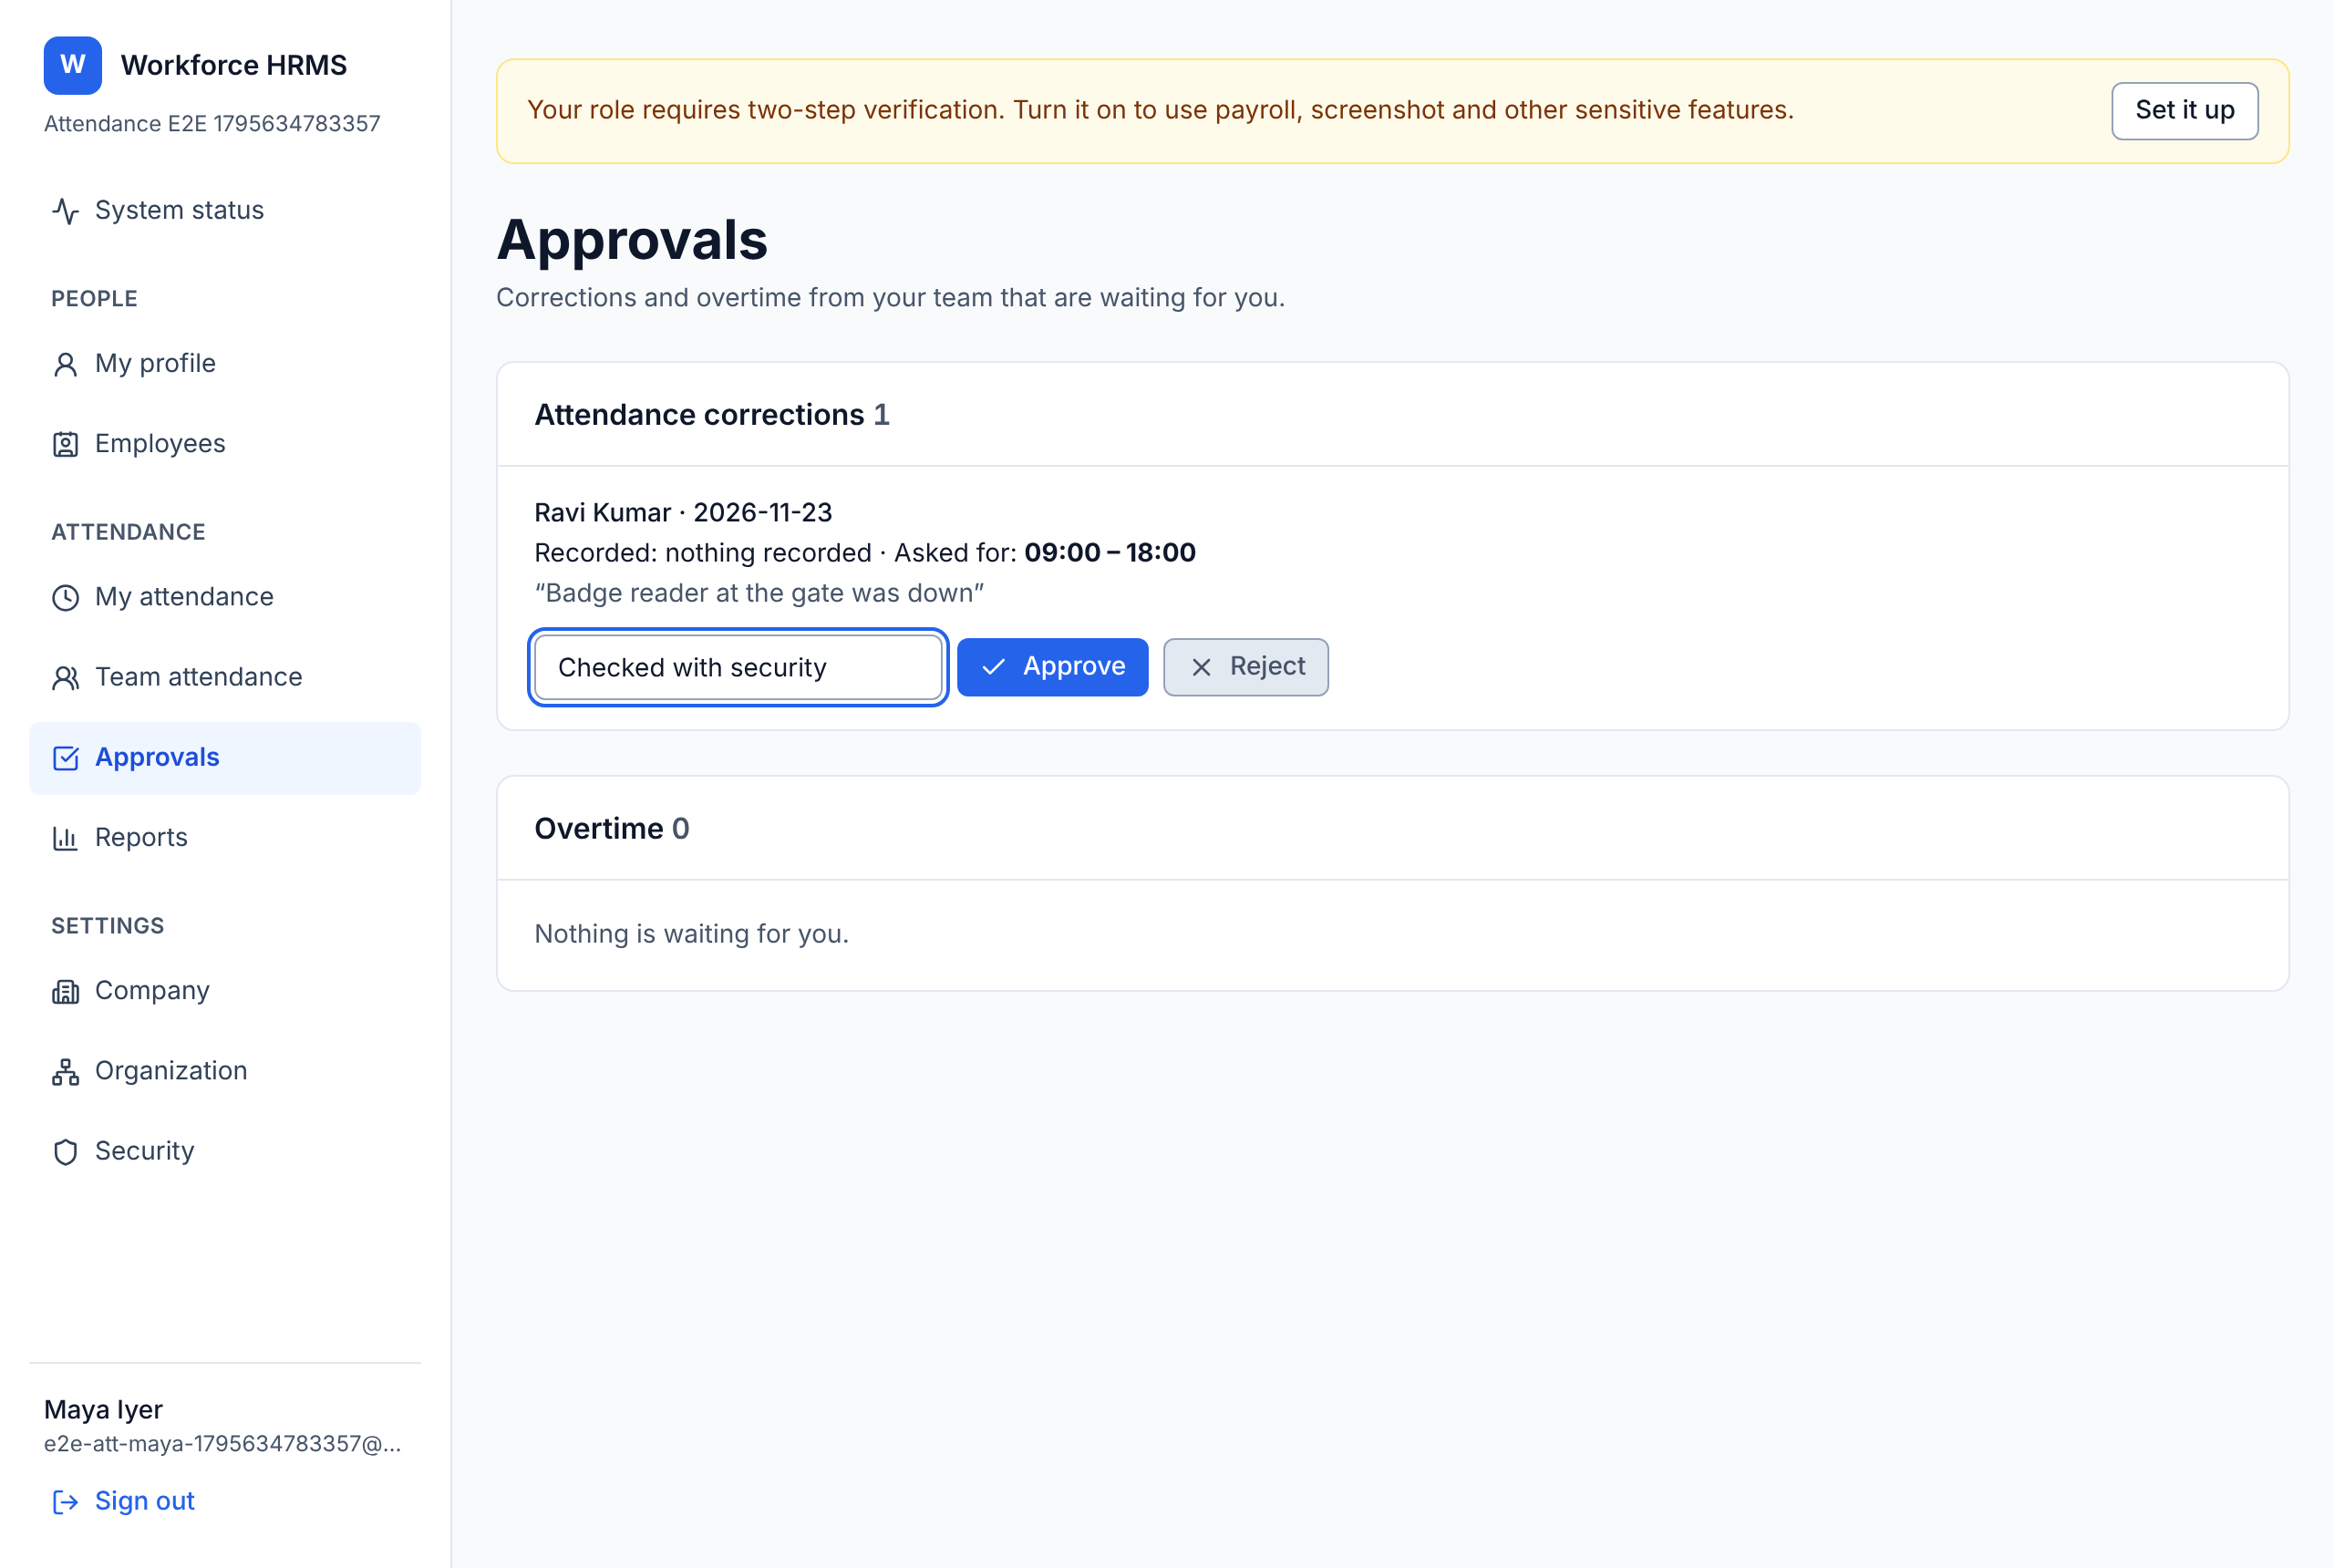 W
Workforce HRMS
Attendance E2E 1795634783357
System status
PEOPLE
My profile
Employees
ATTENDANCE
My attendance
Team attendance
Approvals
Reports
SETTINGS
Company
Organization
Security
Maya Iyer
e2e-att-maya-1795634783357@...
Sign out
Your role requires two-step verification. Turn it on to use payroll, screenshot and other sensitive features.
Set it up
Approvals
Corrections and overtime from your team that are waiting for you.
Attendance corrections 1
Ravi Kumar · 2026-11-23
Recorded: nothing recorded · Asked for: 09:00 – 18:00
“Badge reader at the gate was down”
Checked with security
Approve
Reject
Overtime 0
Nothing is waiting for you.